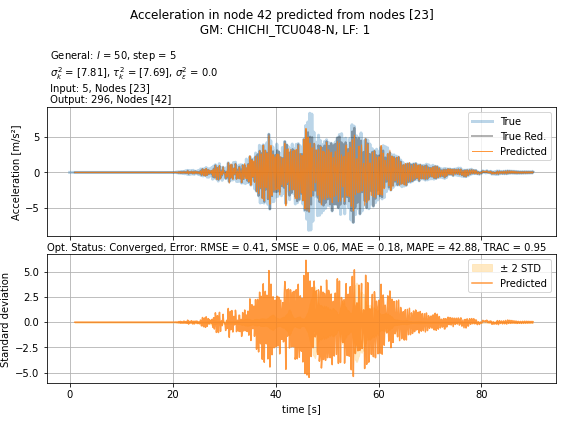 Acceleration in node 42 predicted from nodes [23]
GM: CHICHI_TCU048-N, LF: 1
General: l = 50, step = 5
σ²ₖ = [7.81], τ²ₖ = [7.69], σ²ε = 0.0
Input: 5, Nodes [23]
Output: 296, Nodes [42]
Acceleration [m/s²]
5
0
−5
True
True Red.
Predicted
Opt. Status: Converged, Error: RMSE = 0.41, SMSE = 0.06, MAE = 0.18, MAPE = 42.88, TRAC = 0.95
Standard deviation
5.0
2.5
0.0
−2.5
−5.0
± 2 STD
Predicted
0 20 40 60 80
time [s]